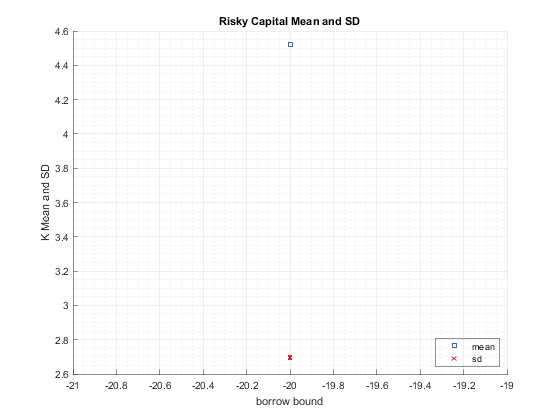 Risky Capital Mean and SD
4.6
4.4
4.2
4
3.8
3.6
3.4
3.2
3
2.8
2.6
K Mean and SD
mean
sd
-21 -20.8 -20.6 -20.4 -20.2 -20 -19.8 -19.6 -19.4 -19.2 -19
borrow bound